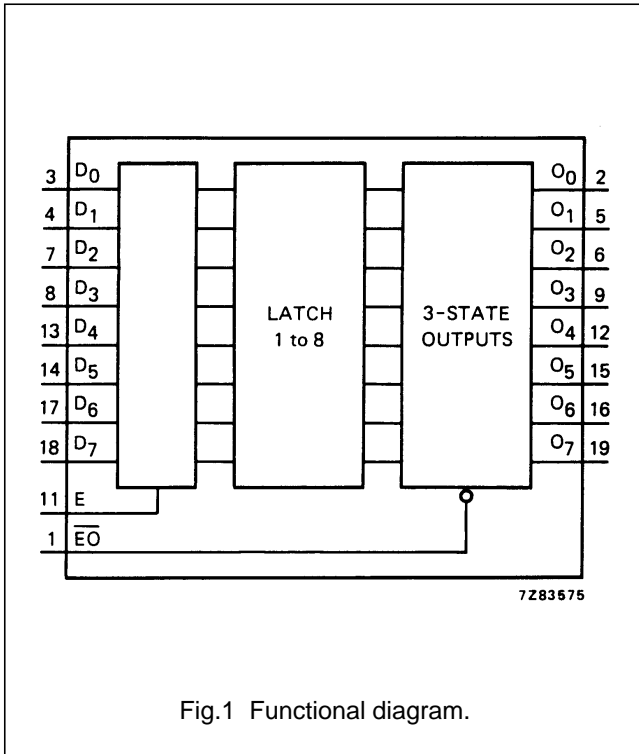 3 D0 O0 2
4 D1 O1 5
7 D2 O2 6
8 D3 O3 9
13 D4 LATCH 3-STATE O4 12
14 D5 1 to 8 OUTPUTS O5 15
17 D6 O6 16
18 D7 O7 19
11 E
1 E̅O̅
7Z83575
Fig.1 Functional diagram.